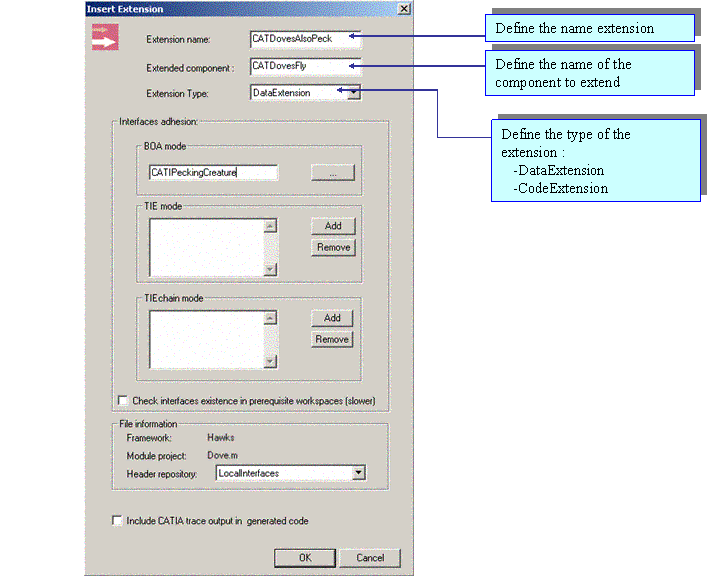 Insert Extension
Extension name:
CATDovesAlsoPeck
Define the name extension
Extended component :
CATDovesFly
Define the name of the
component to extend
Extension Type:
DataExtension
Define the type of the
extension :
-DataExtension
-CodeExtension
Interfaces adhesion:
BOA mode
CATIPeckingCreature
...
TIE mode
Add
Remove
TIEchain mode
Add
Remove
Check interfaces existence in prerequisite workspaces (slower)
File information
Framework: Hawks
Module project: Dove.m
Header repository: LocalInterfaces
Include CATIA trace output in generated code
OK
Cancel